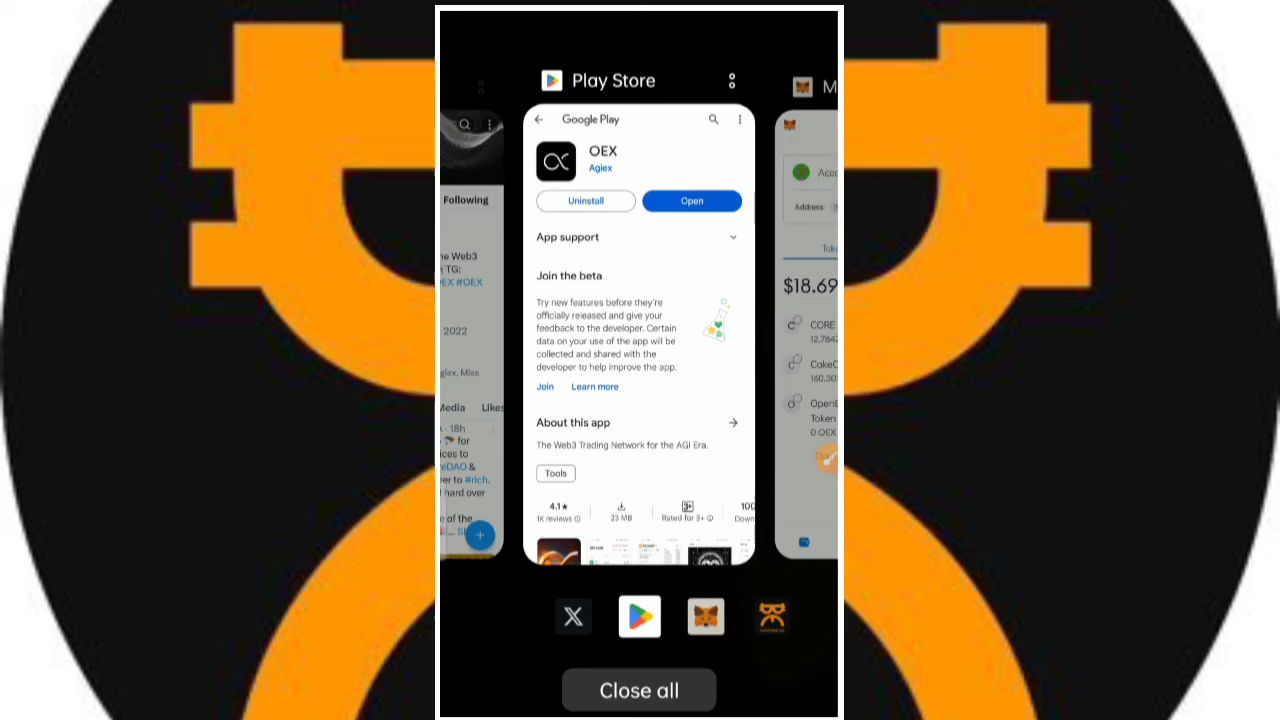 Play Store
M
Google Play
OEX
Agiex
Uninstall
Open
App support
Join the beta
Try new features before they're
officially released and give your
feedback to the developer. Certain
data on your use of the app will be
collected and shared with the
developer to help improve the app.
Join
Learn more
About this app
The Web3 Trading Network for the AGI Era.
Tools
4.1★
1K reviews
23 MB
3+
Rated for 3+
100
Down
Following
he Web3
TG:
EX #OEX
2022
giex, Miss
Media
Likes
· 18h
for
ices to
eDAO &
er to #rich.
hard over
e of the
Acco
Address:
Tok
$18.69
CORE
12.764
CakeC
160.30
OpenE
Token
0 OEX
Close all